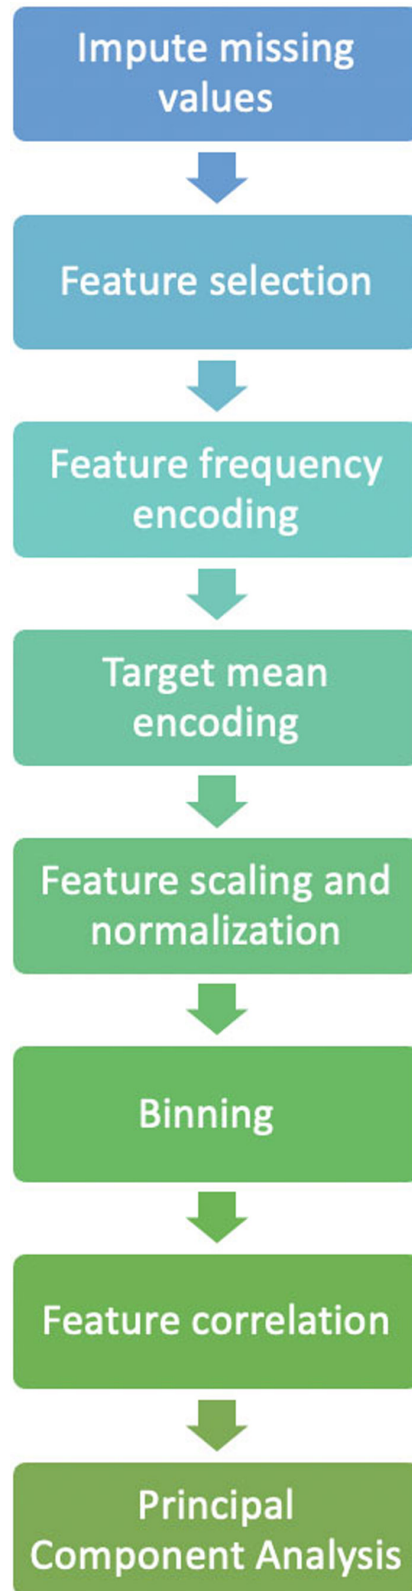 Impute missing
values
Feature selection
Feature frequency
encoding
Target mean
encoding
Feature scaling and
normalization
Binning
Feature correlation
Principal
Component Analysis